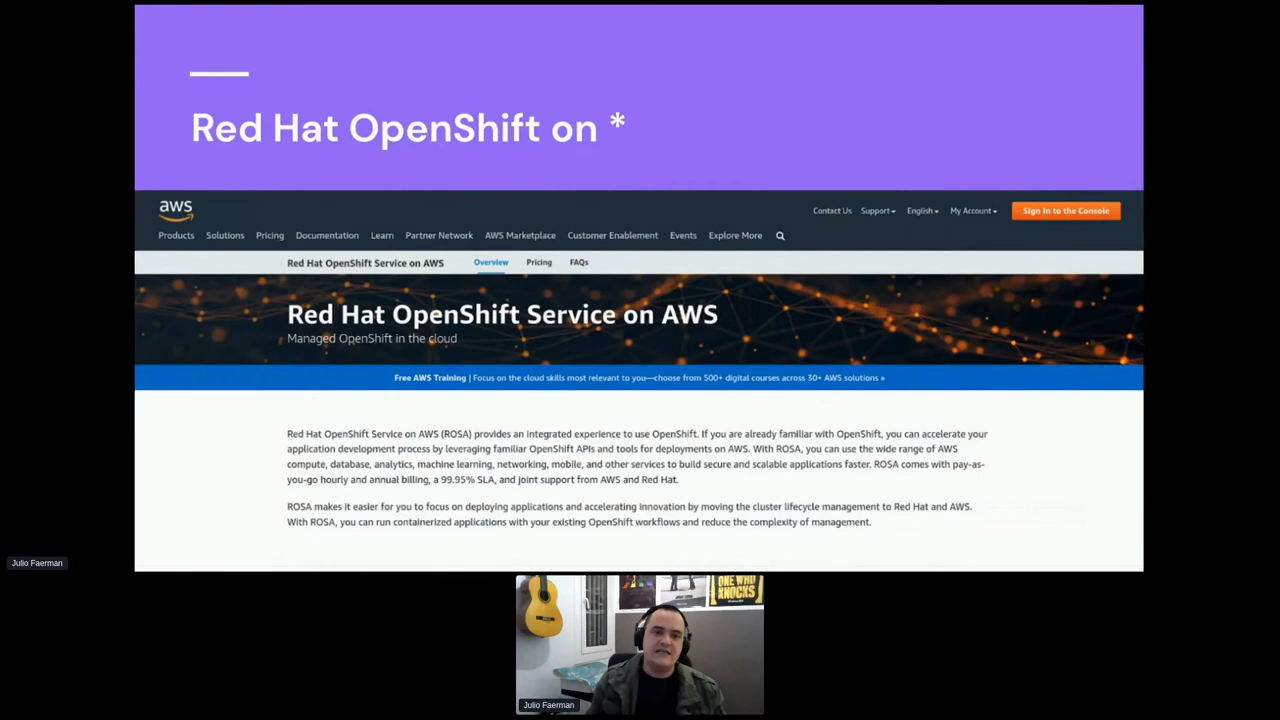 Red Hat OpenShift on *
aws
Contact Us Support English My Account Sign In to the Console
Products Solutions Pricing Documentation Learn Partner Network AWS Marketplace Customer Enablement Events Explore More
Red Hat OpenShift Service on AWS Overview Pricing FAQs
Red Hat OpenShift Service on AWS
Managed OpenShift in the cloud
Free AWS Training | Focus on the cloud skills most relevant to you—choose from 500+ digital courses across 30+ AWS solutions »
Red Hat OpenShift Service on AWS (ROSA) provides an integrated experience to use OpenShift. If you are already familiar with OpenShift, you can accelerate your
application development process by leveraging familiar OpenShift APIs and tools for deployments on AWS. With ROSA, you can use the wide range of AWS
compute, database, analytics, machine learning, networking, mobile, and other services to build secure and scalable applications faster. ROSA comes with pay-as-
you-go hourly and annual billing, a 99.95% SLA, and joint support from AWS and Red Hat.
ROSA makes it easier for you to focus on deploying applications and accelerating innovation by moving the cluster lifecycle management to Red Hat and AWS.
With ROSA, you can run containerized applications with your existing OpenShift workflows and reduce the complexity of management.
Julio Faerman
ONE WHO
KNOCKS
Julio Faerman